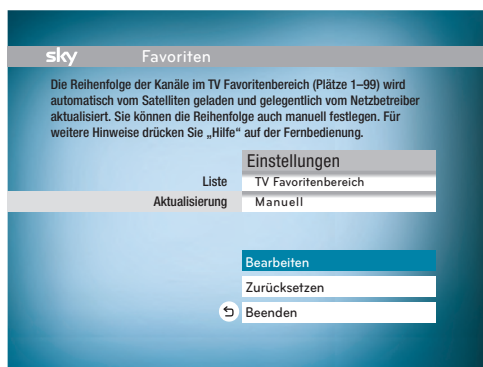 sky Favoriten
Die Reihenfolge der Kanäle im TV Favoritenbereich (Plätze 1–99) wird
automatisch vom Satelliten geladen und gelegentlich vom Netzbetreiber
aktualisiert. Sie können die Reihenfolge auch manuell festlegen. Für
weitere Hinweise drücken Sie „Hilfe“ auf der Fernbedienung.
Einstellungen
Liste TV Favoritenbereich
Aktualisierung Manuell
Bearbeiten
Zurücksetzen
Beenden